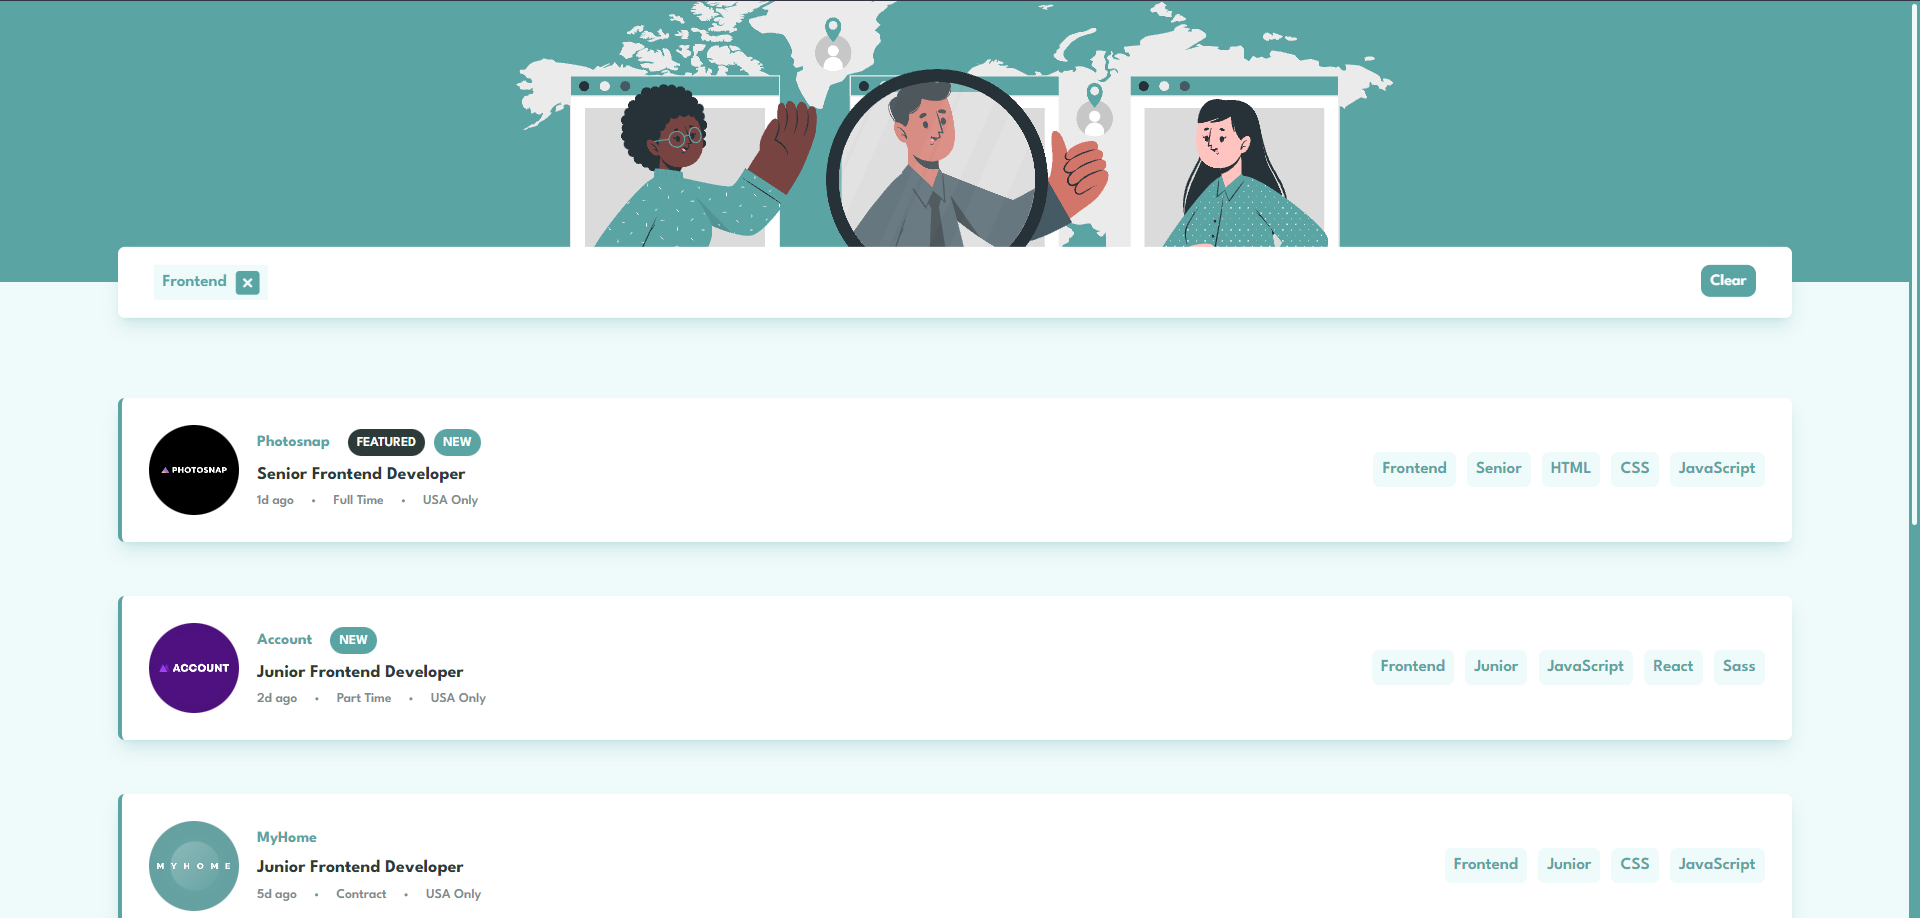 Frontend
Clear
PHOTOSNAP
Photosnap FEATURED NEW
Senior Frontend Developer
1d ago • Full Time • USA Only
Frontend Senior HTML CSS JavaScript
ACCOUNT
Account NEW
Junior Frontend Developer
2d ago • Part Time • USA Only
Frontend Junior JavaScript React Sass
MYHOME
MyHome
Junior Frontend Developer
5d ago • Contract • USA Only
Frontend Junior CSS JavaScript